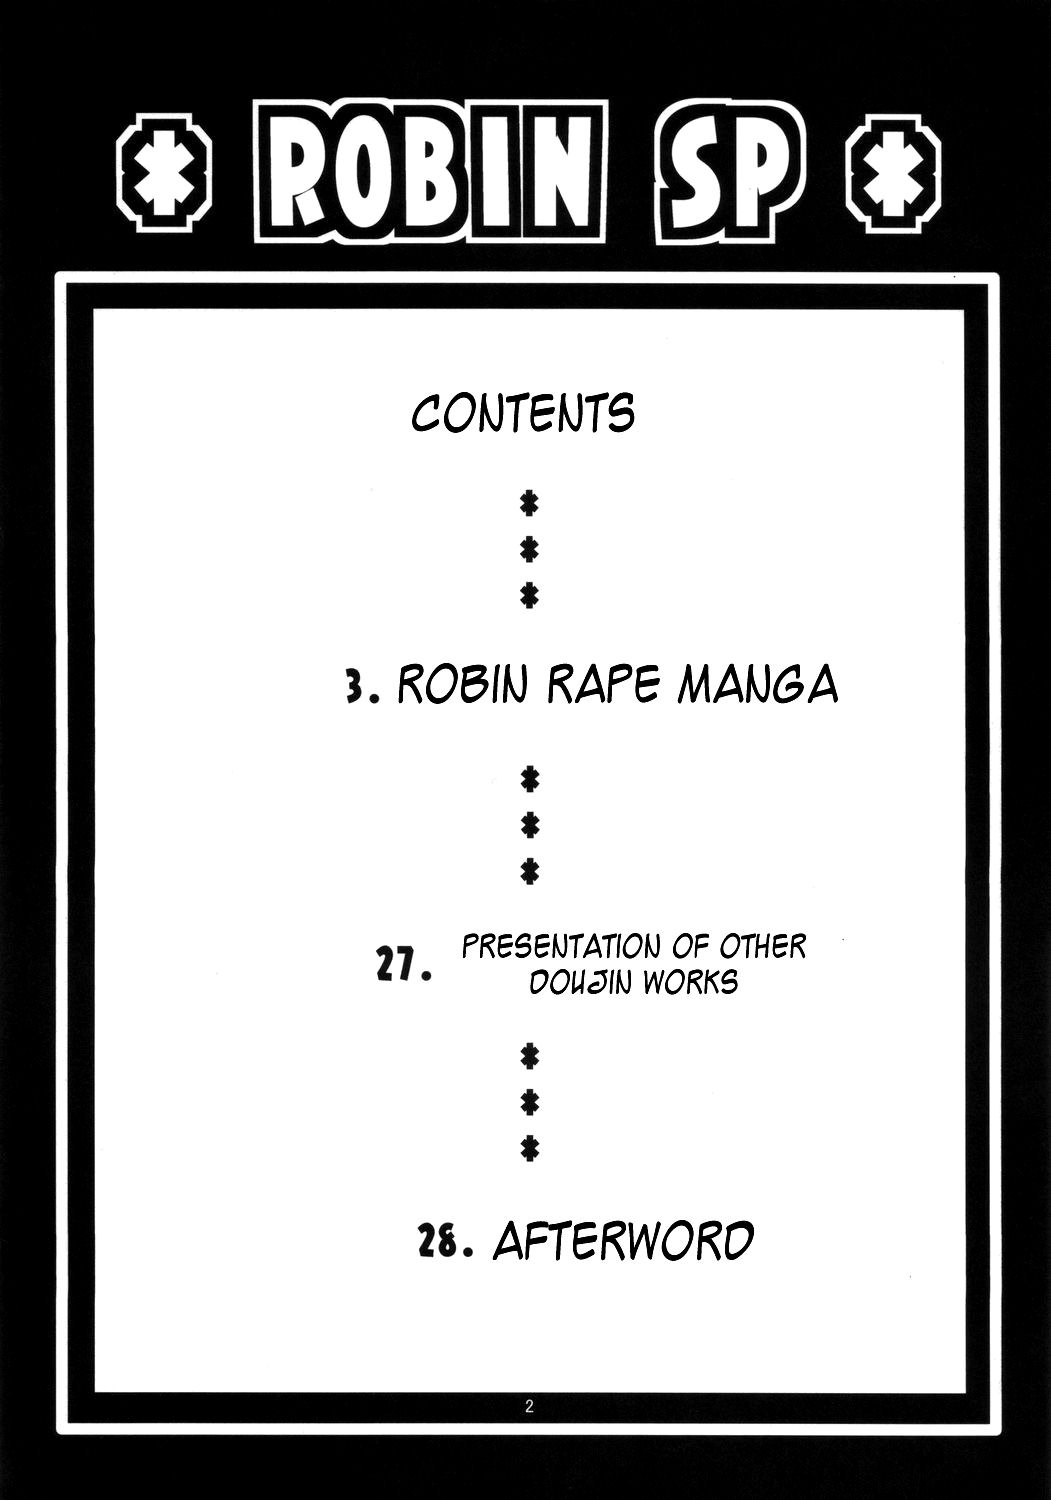 * ROBIN SP *
CONTENTS
*
*
*
3. ROBIN RAPE MANGA
*
*
*
27. PRESENTATION OF OTHER
DOUJIN WORKS
*
*
*
28. AFTERWORD
2